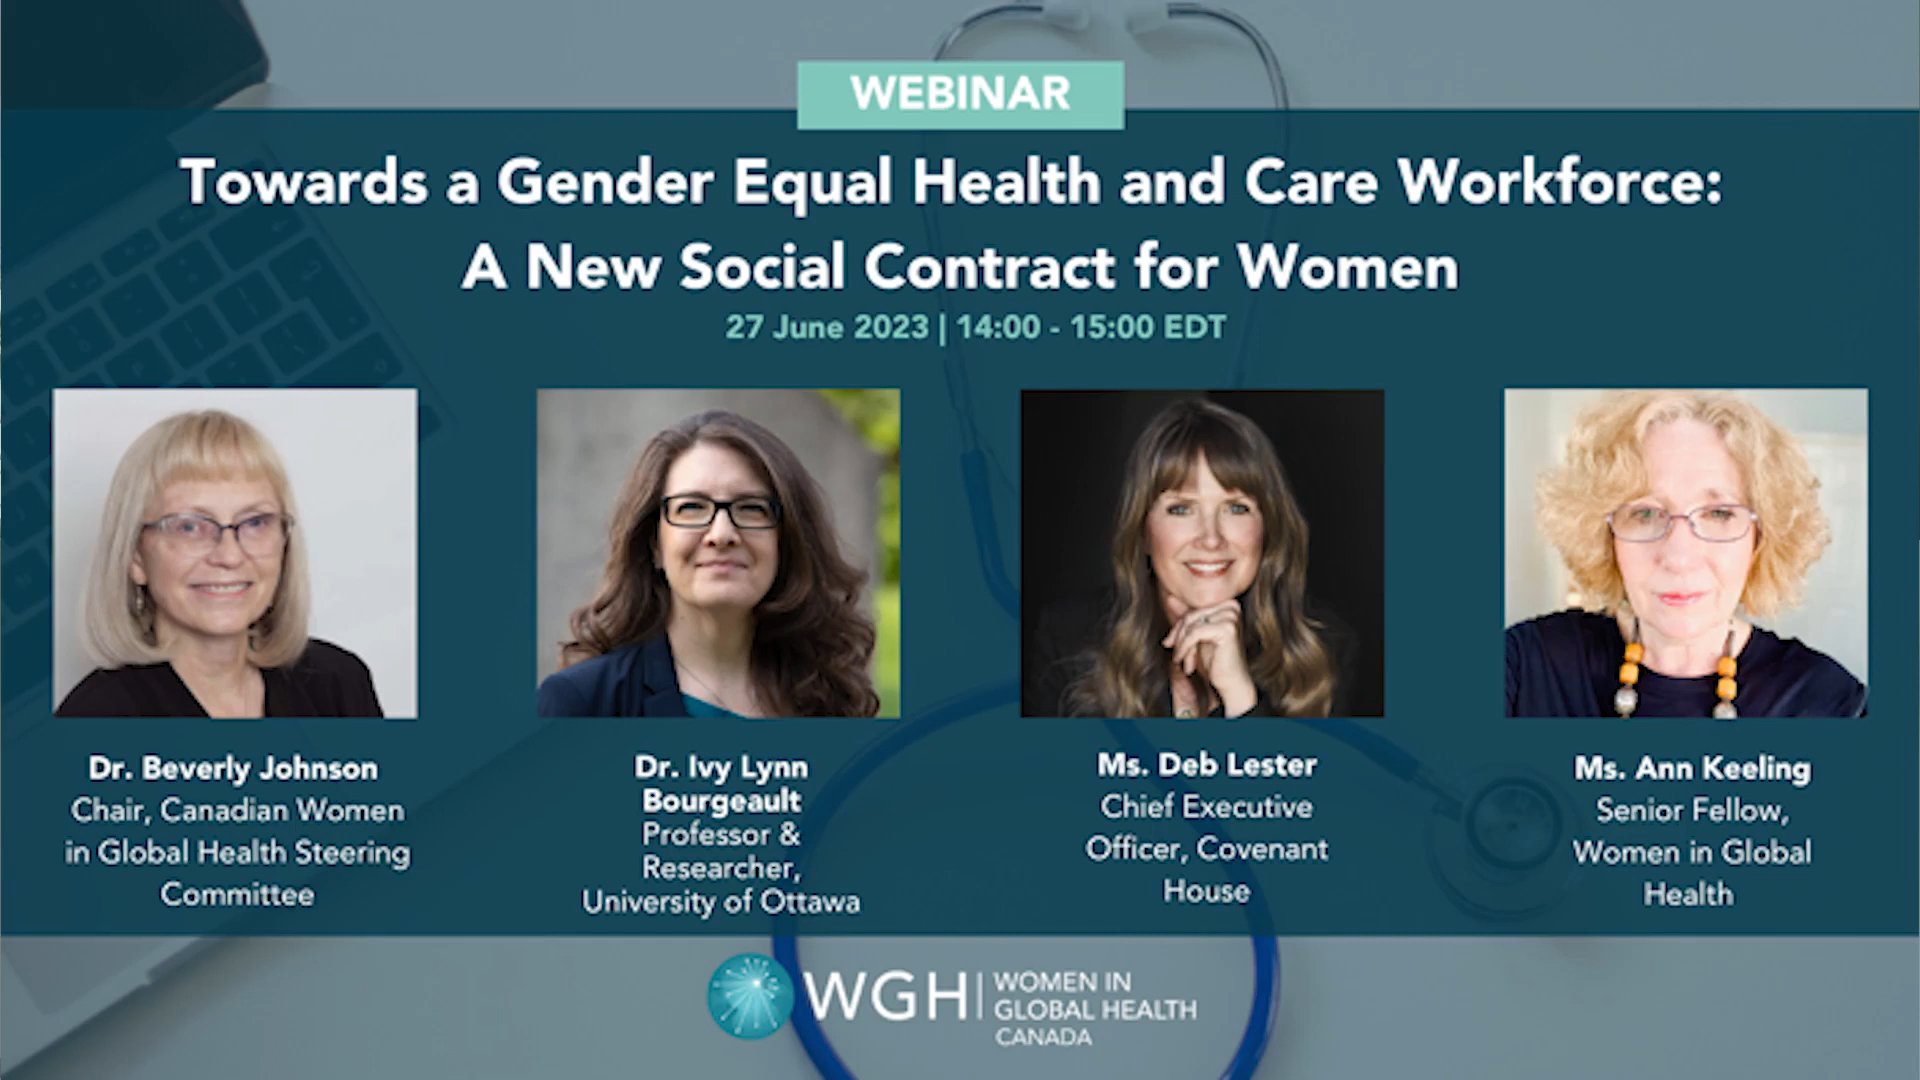 WEBINAR
Towards a Gender Equal Health and Care Workforce:
A New Social Contract for Women
27 June 2023 | 14:00 - 15:00 EDT
Dr. Beverly Johnson
Chair, Canadian Women
in Global Health Steering
Committee
Dr. Ivy Lynn
Bourgeault
Professor &
Researcher,
University of Ottawa
Ms. Deb Lester
Chief Executive
Officer, Covenant
House
Ms. Ann Keeling
Senior Fellow,
Women in Global
Health
WGH
WOMEN IN
GLOBAL HEALTH
CANADA